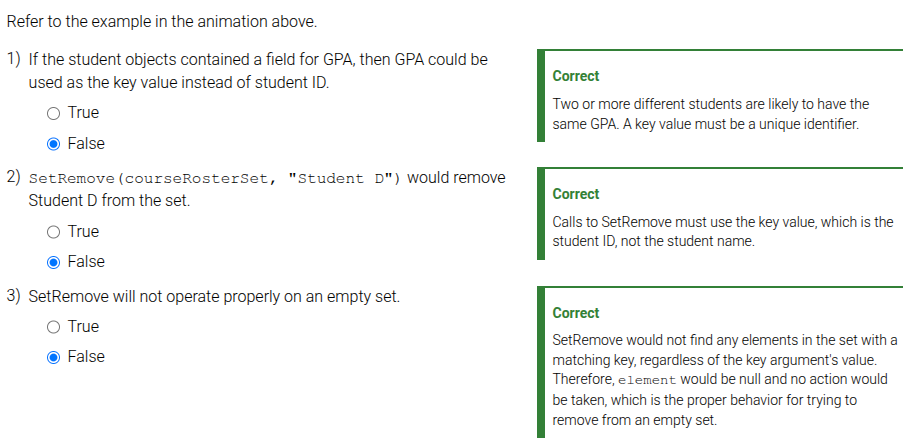 Refer to the example in the animation above.
1) If the student objects contained a field for GPA, then GPA could be
used as the key value instead of student ID.
True
False
Correct
Two or more different students are likely to have the
same GPA. A key value must be a unique identifier.
2) SetRemove(courseRosterSet, "Student D") would remove
Student D from the set.
True
False
Correct
Calls to SetRemove must use the key value, which is the
student ID, not the student name.
3) SetRemove will not operate properly on an empty set.
True
False
Correct
SetRemove would not find any elements in the set with a
matching key, regardless of the key argument's value.
Therefore, element would be null and no action would
be taken, which is the proper behavior for trying to
remove from an empty set.